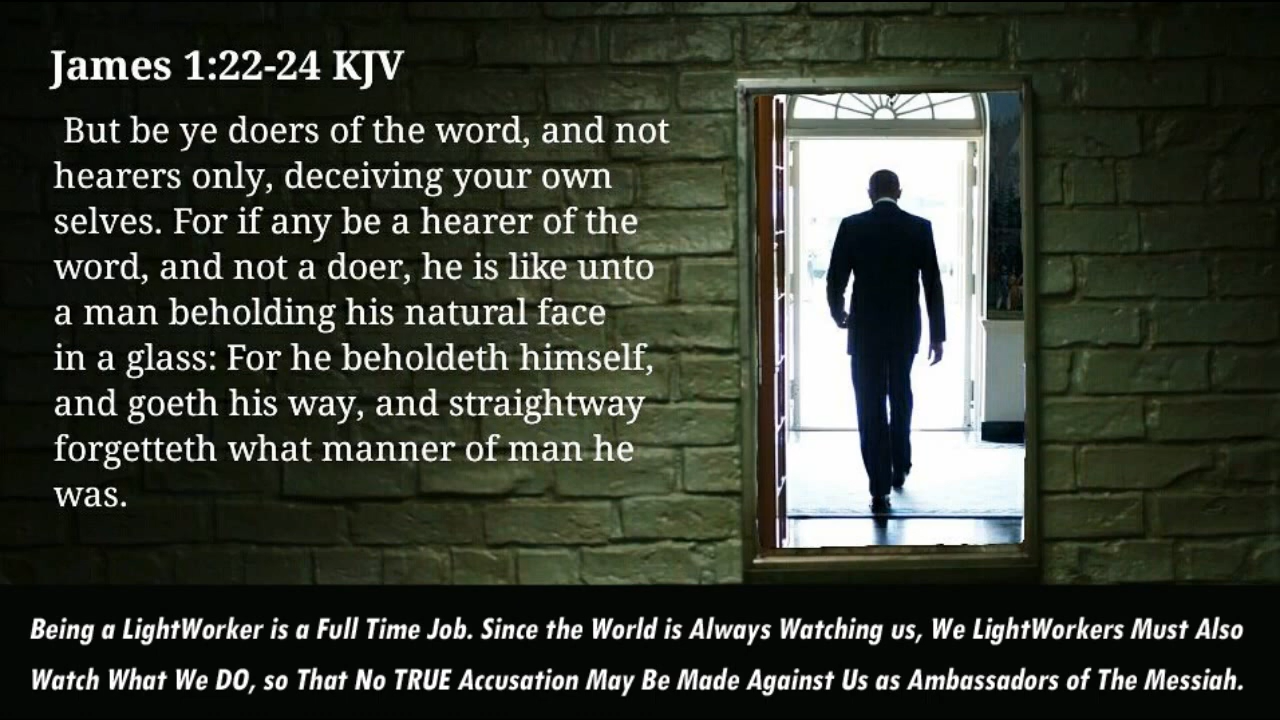 James 1:22-24 KJV
But be ye doers of the word, and not
hearers only, deceiving your own
selves. For if any be a hearer of the
word, and not a doer, he is like unto
a man beholding his natural face
in a glass: For he beholdeth himself,
and goeth his way, and straightway
forgetteth what manner of man he
was.
Being a LightWorker is a Full Time Job. Since the World is Always Watching us, We LightWorkers Must Also
Watch What We DO, so That No TRUE Accusation May Be Made Against Us as Ambassadors of The Messiah.